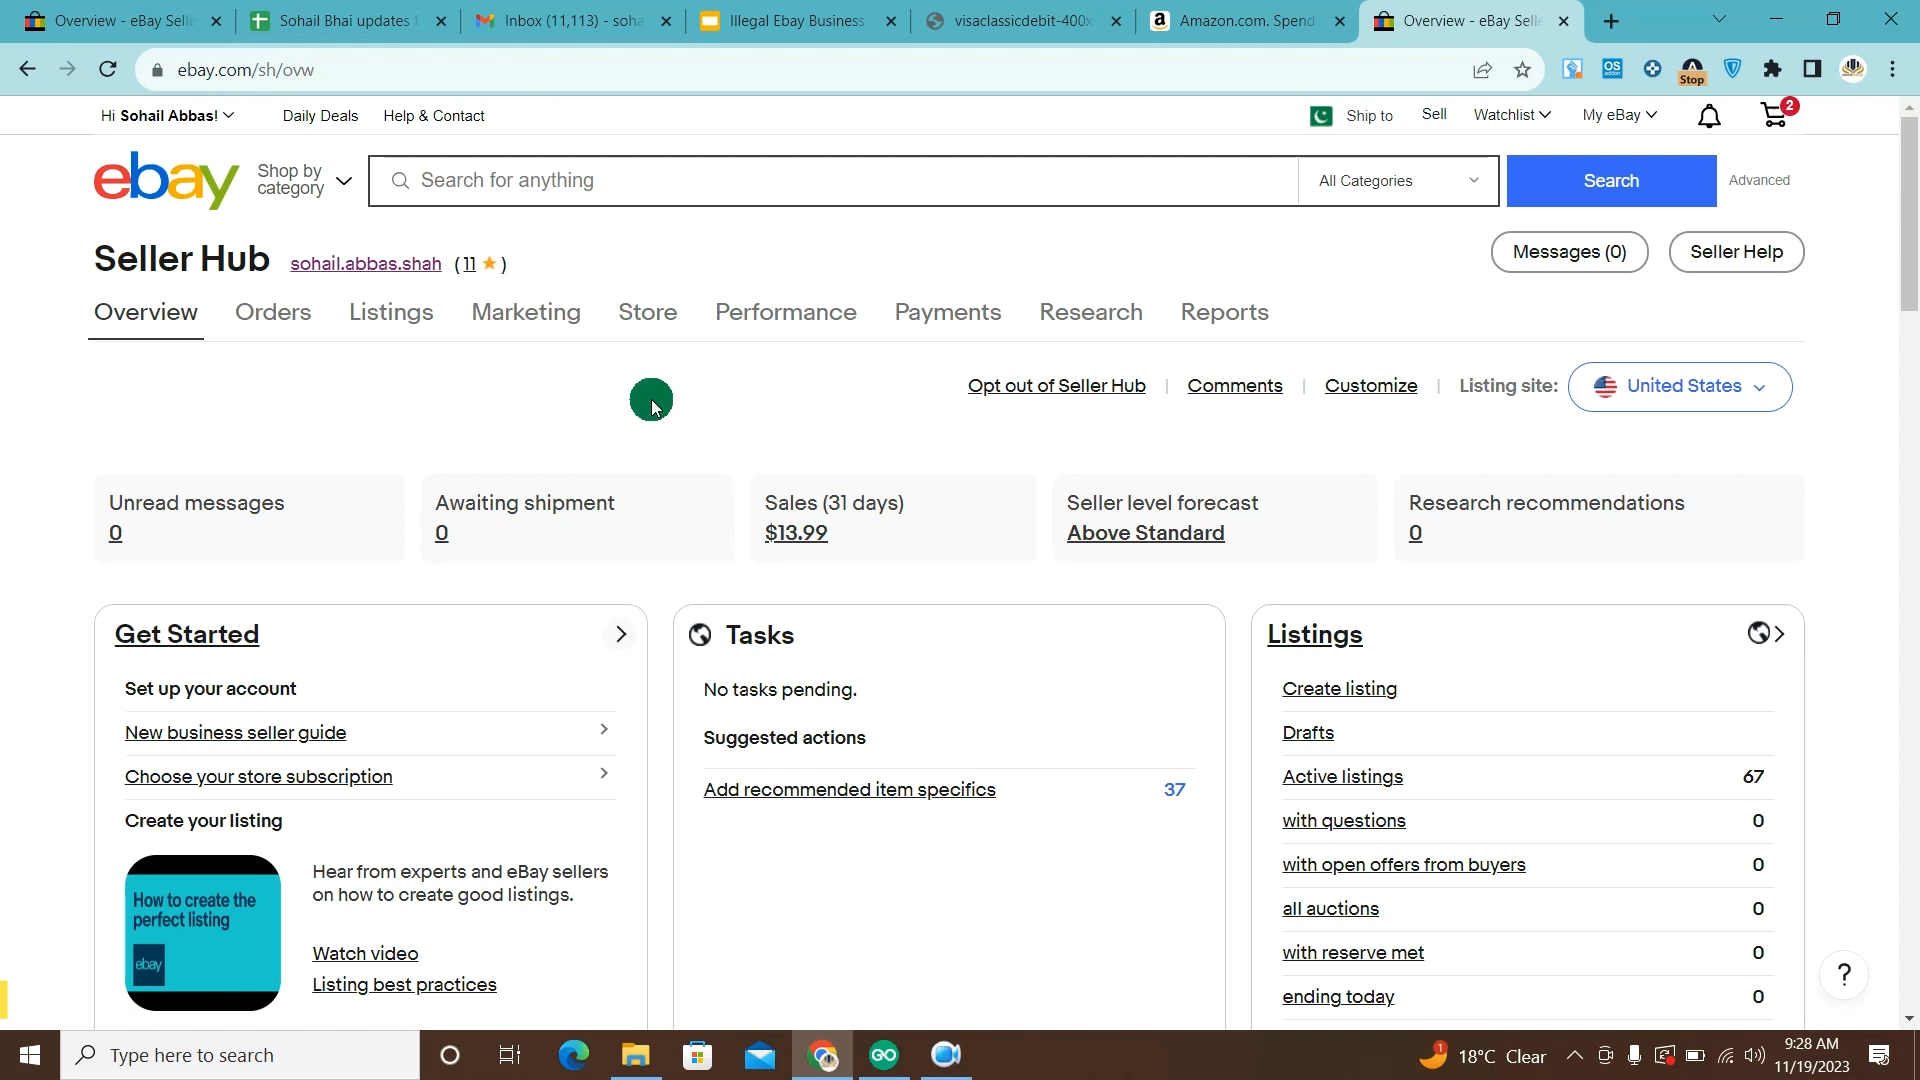 Overview - eBay Selle
Sohail Bhai updates f
Inbox (11,113) - soha
Illegal Ebay Business
visaclassicdebit-400x
Amazon.com. Spend
Overview - eBay Selle
ebay.com/sh/ovw
OS
addon
Stop
Hi Sohail Abbas!
Daily Deals
Help & Contact
Ship to
Sell
Watchlist
My eBay
2
ebay
Shop by
category
Search for anything
All Categories
Search
Advanced
Seller Hub
sohail.abbas.shah
(11 ★)
Messages (0)
Seller Help
Overview
Orders
Listings
Marketing
Store
Performance
Payments
Research
Reports
Opt out of Seller Hub
Comments
Customize
Listing site:
United States
Unread messages
0
Awaiting shipment
0
Sales (31 days)
$13.99
Seller level forecast
Above Standard
Research recommendations
0
Get Started
Set up your account
New business seller guide
Choose your store subscription
Create your listing
How to create the
perfect listing
ebay
Hear from experts and eBay sellers
on how to create good listings.
Watch video
Listing best practices
Tasks
No tasks pending.
Suggested actions
Add recommended item specifics 37
Listings
Create listing
Drafts
Active listings 67
with questions 0
with open offers from buyers 0
all auctions 0
with reserve met 0
ending today 0
?
Type here to search
GO
1
18°C Clear
9:28 AM
11/19/2023